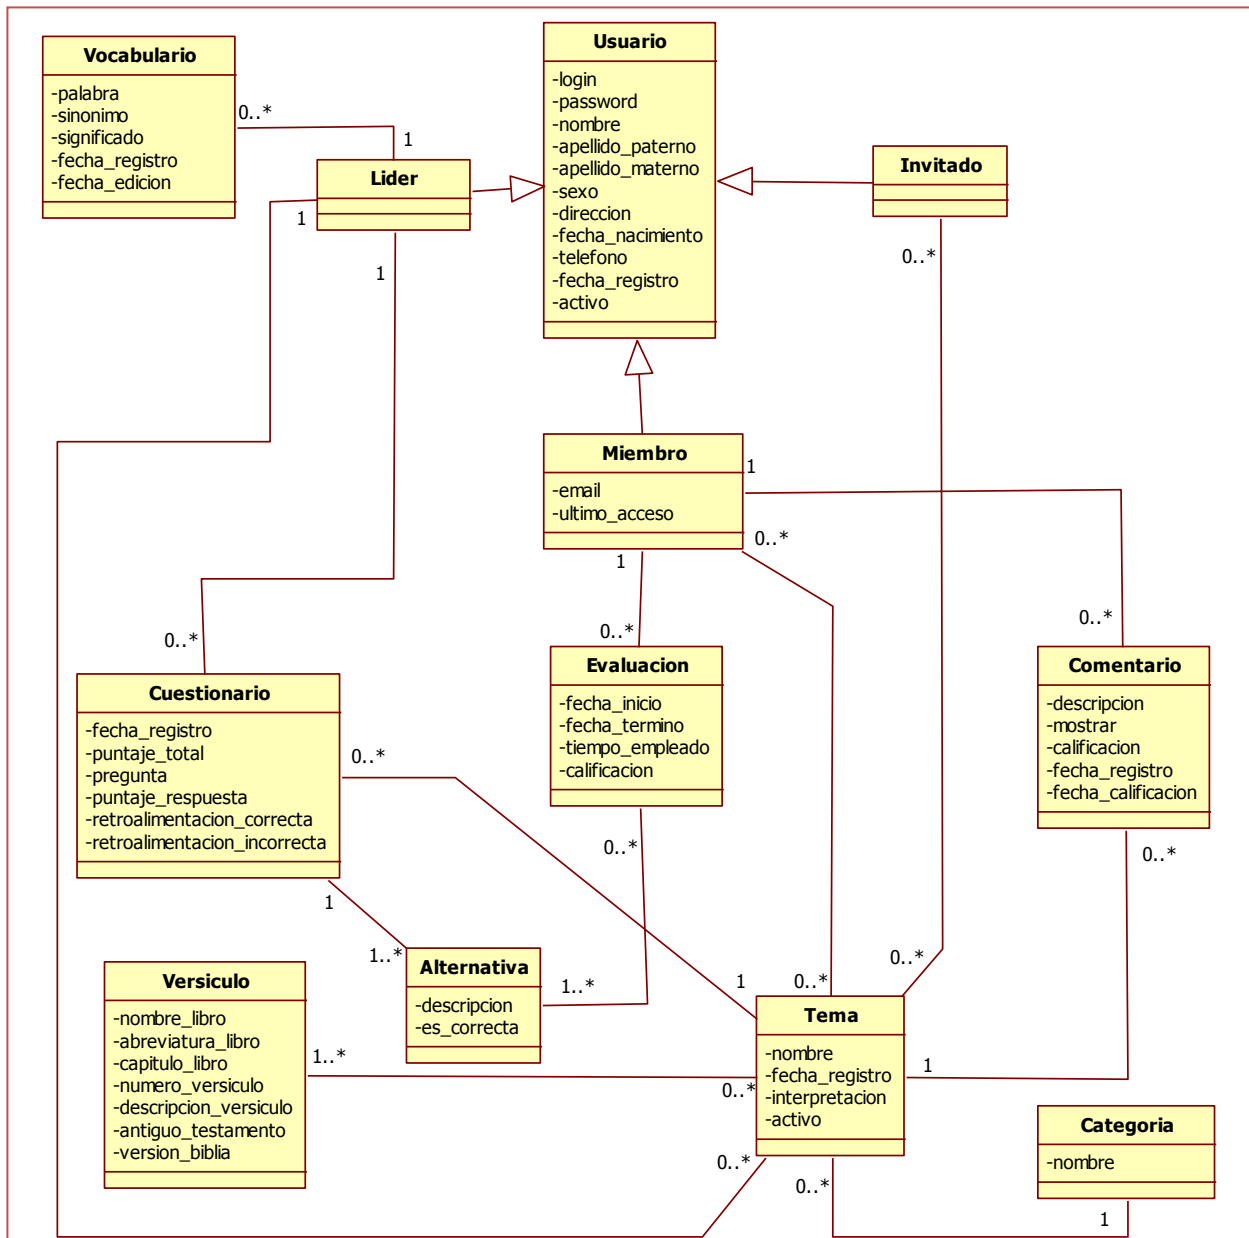 Vocabulario
-palabra
-sinonimo
-significado
-fecha_registro
-fecha_edicion
0..*
1
Lider
1
1
Usuario
-login
-password
-nombre
-apellido_paterno
-apellido_materno
-sexo
-direccion
-fecha_nacimiento
-telefono
-fecha_registro
-activo
Invitado
0..*
Miembro
-email
-ultimo_acceso
1
0..*
1
0..*
0..*
0..*
Cuestionario
-fecha_registro
-puntaje_total
-pregunta
-puntaje_respuesta
-retroalimentacion_correcta
-retroalimentacion_incorrecta
0..*
1
Evaluacion
-fecha_inicio
-fecha_termino
-tiempo_empleado
-calificacion
0..*
Comentario
-descripcion
-mostrar
-calificacion
-fecha_registro
-fecha_calificacion
0..*
1..*
Alternativa
-descripcion
-es_correcta
1..*
Versiculo
-nombre_libro
-abreviatura_libro
-capitulo_libro
-numero_versiculo
-descripcion_versiculo
-antiguo_testamento
-version_biblia
1..*
1
0..*
0..*
Tema
-nombre
-fecha_registro
-interpretacion
-activo
1
0..*
0..*
0..*
Categoria
-nombre
1